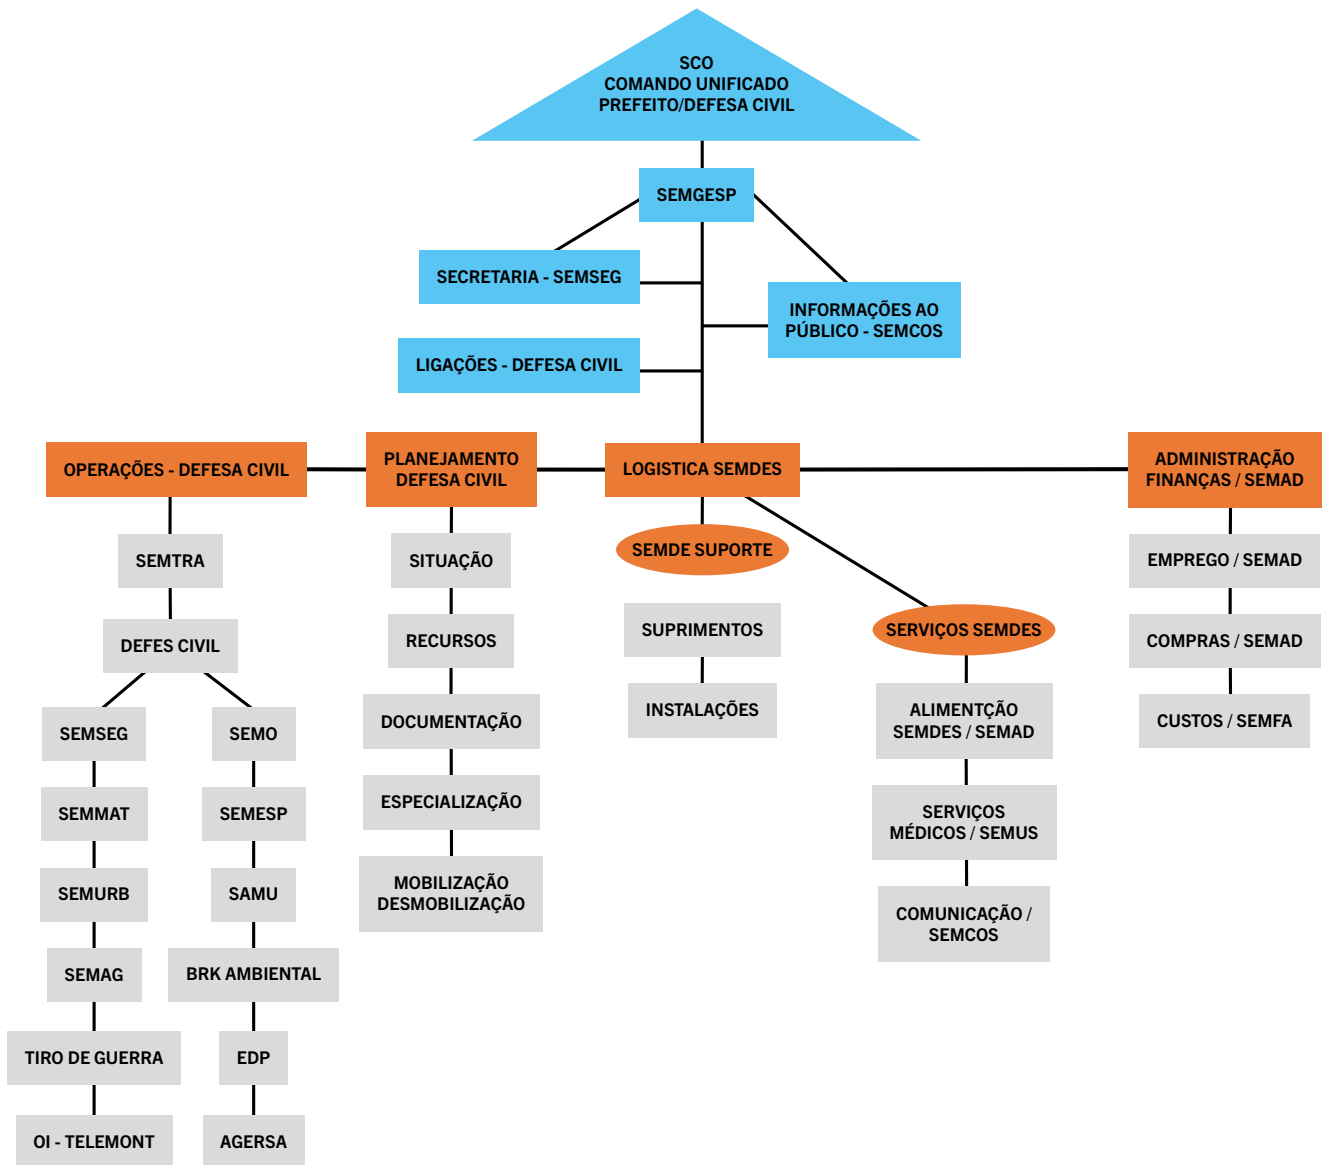 SCO
COMANDO UNIFICADO
PREFEITO/DEFESA CIVIL
SEMGESP
SECRETARIA - SEMSEG
INFORMAÇÕES AO
PÚBLICO - SEMCOS
LIGAÇÕES - DEFESA CIVIL
OPERAÇÕES - DEFESA CIVIL
PLANEJAMENTO
DEFESA CIVIL
LOGISTICA SEMDES
ADMINISTRAÇÃO
FINANÇAS / SEMAD
SEMTRA
DEFES CIVIL
SEMSEG
SEMMAT
SEMURB
SEMAG
TIRO DE GUERRA
OI - TELEMONT
SEMO
SEMESP
SAMU
BRK AMBIENTAL
EDP
AGERSA
SITUAÇÃO
RECURSOS
DOCUMENTAÇÃO
ESPECIALIZAÇÃO
MOBILIZAÇÃO
DESMOBILIZAÇÃO
SEMDE SUPORTE
SUPRIMENTOS
INSTALAÇÕES
SERVIÇOS SEMDES
ALIMENTÇÃO
SEMDES / SEMAD
SERVIÇOS
MÉDICOS / SEMUS
COMUNICAÇÃO /
SEMCOS
EMPREGO / SEMAD
COMPRAS / SEMAD
CUSTOS / SEMFA